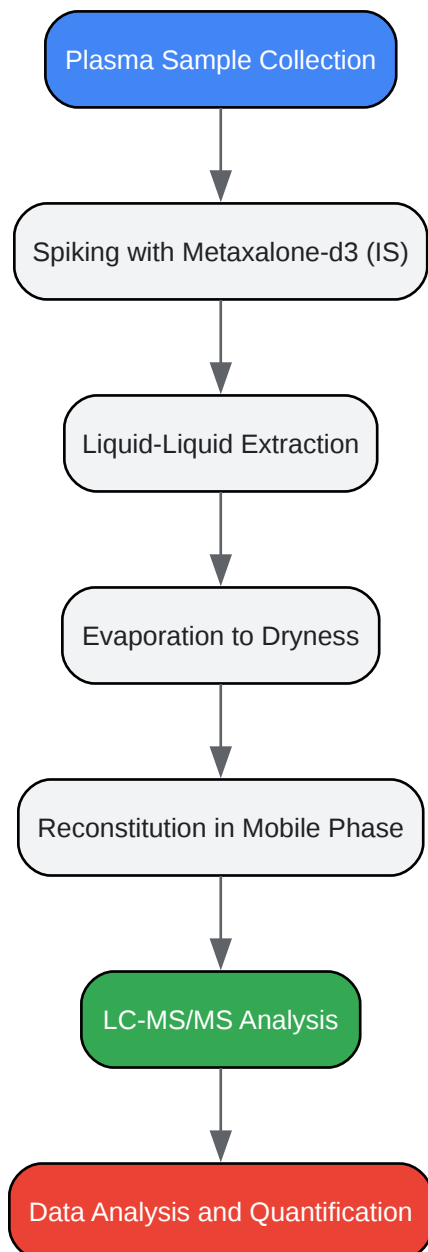 Plasma Sample Collection
Spiking with Metaxalone-d3 (IS)
Liquid-Liquid Extraction
Evaporation to Dryness
Reconstitution in Mobile Phase
LC-MS/MS Analysis
Data Analysis and Quantification